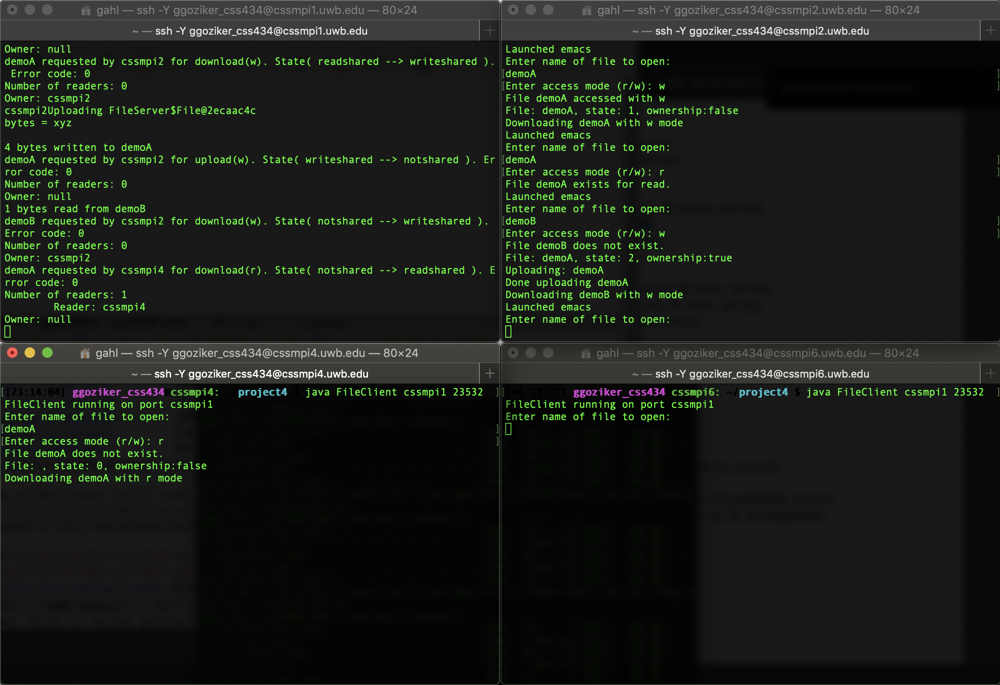 gahl — ssh -Y ggoziker_css434@cssmpi1.uwb.edu — 80×24
~ — ssh -Y ggoziker_css434@cssmpi1.uwb.edu
Owner: null
demoA requested by cssmpi2 for download(w). State( readshared --> writeshared ).
 Error code: 0
Number of readers: 0
Owner: cssmpi2
cssmpi2Uploading FileServer$File@2ecaac4c
bytes = xyz

4 bytes written to demoA
demoA requested by cssmpi2 for upload(w). State( writeshared --> notshared ). Er
ror code: 0
Number of readers: 0
Owner: null
1 bytes read from demoB
demoB requested by cssmpi2 for download(w). State( notshared --> writeshared ).
Error code: 0
Number of readers: 0
Owner: cssmpi2
demoA requested by cssmpi4 for download(r). State( notshared --> readshared ). E
rror code: 0
Number of readers: 1
        Reader: cssmpi4
Owner: null
gahl — ssh -Y ggoziker_css434@cssmpi2.uwb.edu — 80×24
~ — ssh -Y ggoziker_css434@cssmpi2.uwb.edu
Launched emacs
Enter name of file to open:
[demoA ]
[Enter access mode (r/w): w ]
File demoA accessed with w
File: demoA, state: 1, ownership:false
Downloading demoA with w mode
Launched emacs
Enter name of file to open:
[demoA ]
[Enter access mode (r/w): r ]
File demoA exists for read.
Launched emacs
Enter name of file to open:
[demoB ]
[Enter access mode (r/w): w ]
File demoB does not exist.
File: demoA, state: 2, ownership:true
Uploading: demoA
Done uploading demoA
Downloading demoB with w mode
Launched emacs
Enter name of file to open:
gahl — ssh -Y ggoziker_css434@cssmpi4.uwb.edu — 80×24
~ — ssh -Y ggoziker_css434@cssmpi4.uwb.edu
[[23:14:04] ggoziker_css434@cssmpi4: ~/project4 $ java FileClient cssmpi1 23532 ]
FileClient running on port cssmpi1
Enter name of file to open:
[demoA ]
[Enter access mode (r/w): r ]
File demoA does not exist.
File: , state: 0, ownership:false
Downloading demoA with r mode
gahl — ssh -Y ggoziker_css434@cssmpi6.uwb.edu — 80×24
~ — ssh -Y ggoziker_css434@cssmpi6.uwb.edu
[[06:18:57] ggoziker_css434 cssmpi6: ~/project4 $ java FileClient cssmpi1 23532 ]
FileClient running on port cssmpi1
Enter name of file to open: